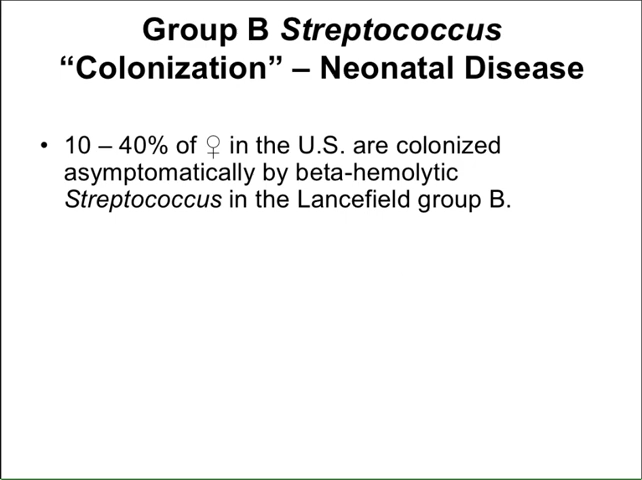 Group B Streptococcus
“Colonization” – Neonatal Disease
• 10 – 40% of ♀ in the U.S. are colonized
asymptomatically by beta-hemolytic
Streptococcus in the Lancefield group B.